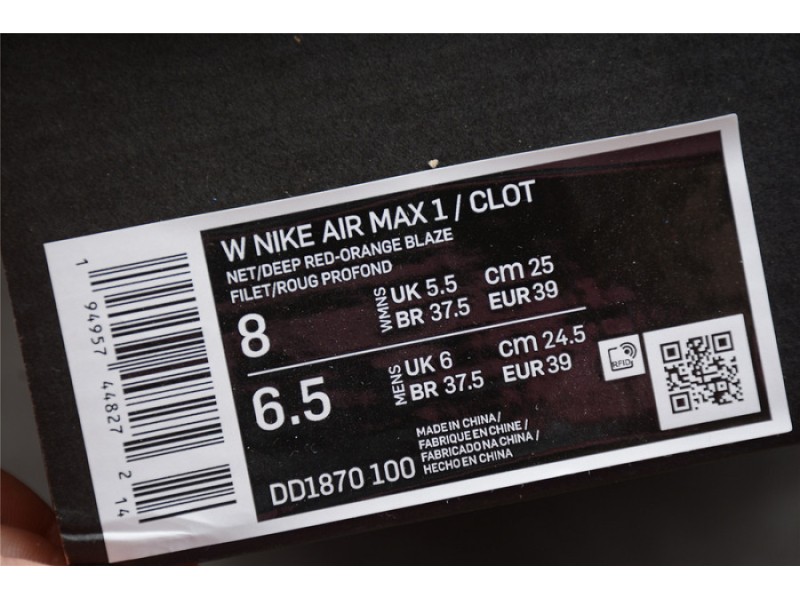 W NIKE AIR MAX 1 / CLOT
NET/DEEP RED-ORANGE BLAZE
FILET/ROUG PROFOND
8
WMNS
UK 5.5 cm 25
BR 37.5 EUR 39
6.5
MENS
UK 6 cm 24.5
BR 37.5 EUR 39
RFID
DD1870 100
MADE IN CHINA /
FABRIQUE EN CHINE /
FABRICADO NA CHINA /
HECHO EN CHINA
1 94957 44827 2 14